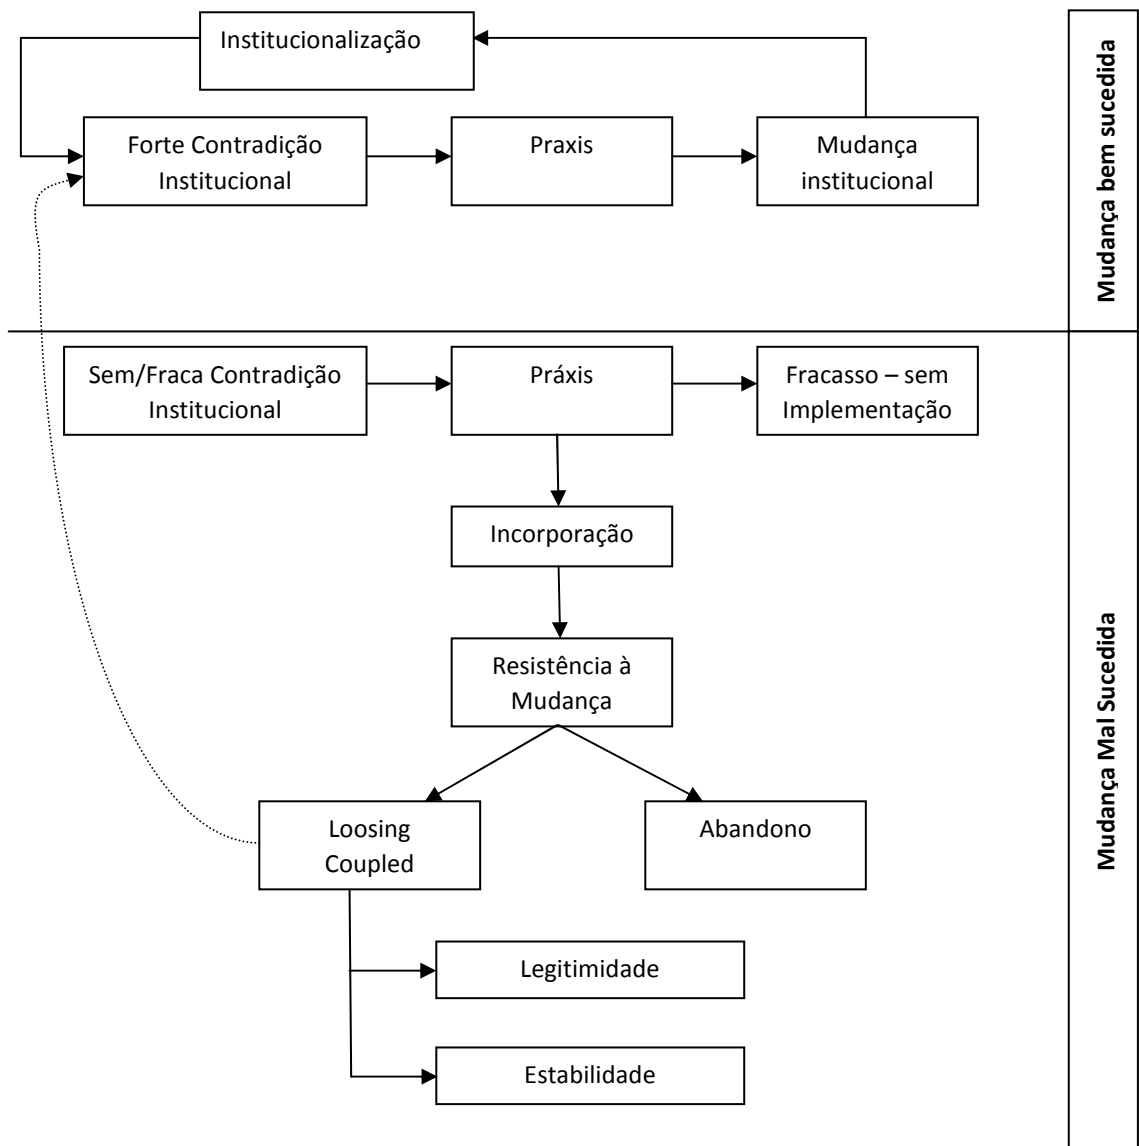 Institucionalização
Forte Contradição
Institucional
Praxis
Mudança
institucional
Mudança bem sucedida
Sem/Fraca Contradição
Institucional
Práxis
Fracasso – sem
Implementação
Incorporação
Resistência à
Mudança
Loosing
Coupled
Abandono
Legitimidade
Estabilidade
Mudança Mal Sucedida